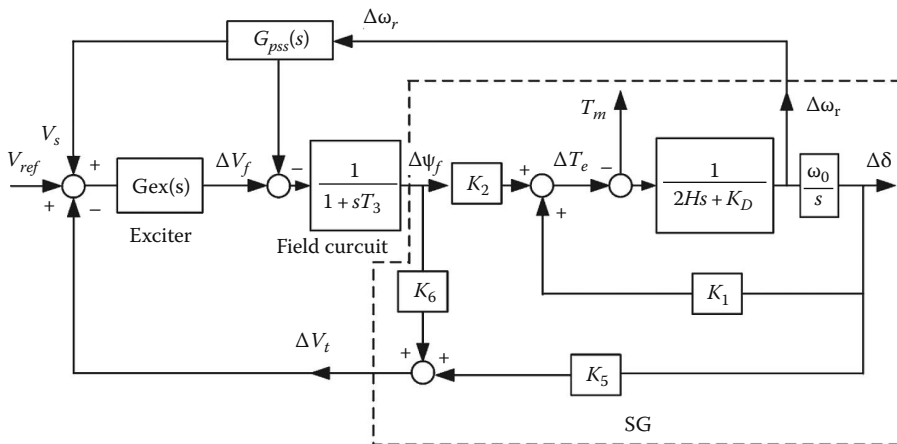 Δω_r
G_pss(s)
V_s
V_ref
+
+
−
Gex(s)
Exciter
ΔV_f
−
1
1 + sT_3
Field curcuit
Δψ_f
K_2
+
+
ΔT_e
−
−
T_m
1
2Hs + K_D
Δω_r
ω_0
s
Δδ
K_6
K_1
ΔV_t
+
+
K_5
SG